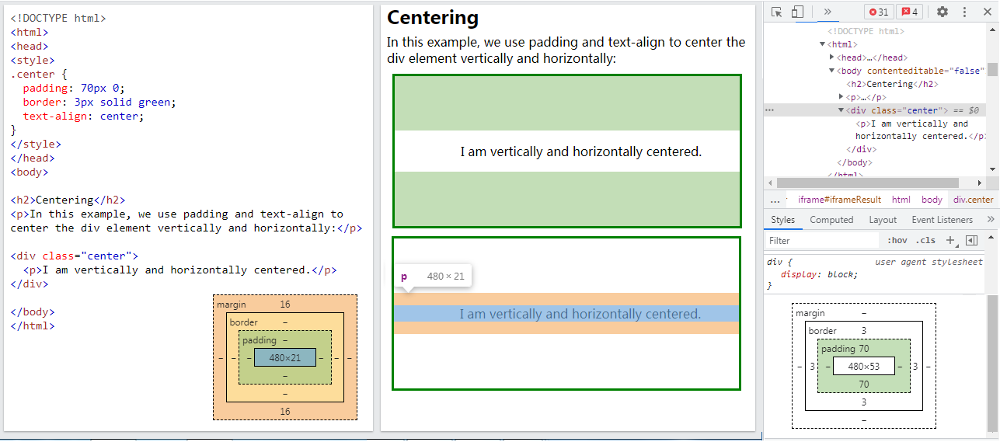 <!DOCTYPE html>
<html>
<head>
<style>
.center {
  padding: 70px 0;
  border: 3px solid green;
  text-align: center;
}
</style>
</head>
<body>
<h2>Centering</h2>
<p>In this example, we use padding and text-align to
center the div element vertically and horizontally:</p>
<div class="center">
  <p>I am vertically and horizontally centered.</p>
</div>
</body>
</html>
margin 16
border –
padding –
– – – 480×21 – – –
–
–
16
Centering
In this example, we use padding and text-align to center the
div element vertically and horizontally:
I am vertically and horizontally centered.
p 480 × 21
I am vertically and horizontally centered.
» 31 4
<!DOCTYPE html>
▼<html>
▶<head>…</head>
▼<body contenteditable="false"
<h2>Centering</h2>
▶<p>…</p>
… ▼<div class="center"> == $0
<p>I am vertically and
horizontally centered.</p>
</div>
</body>
</html>
… iframe#iframeResult html body div.center
Styles Computed Layout Event Listeners »
Filter :hov .cls +
div { user agent stylesheet
display: block;
}
margin –
border 3
padding 70
– 3 – 480×53 – 3 –
70
3
–